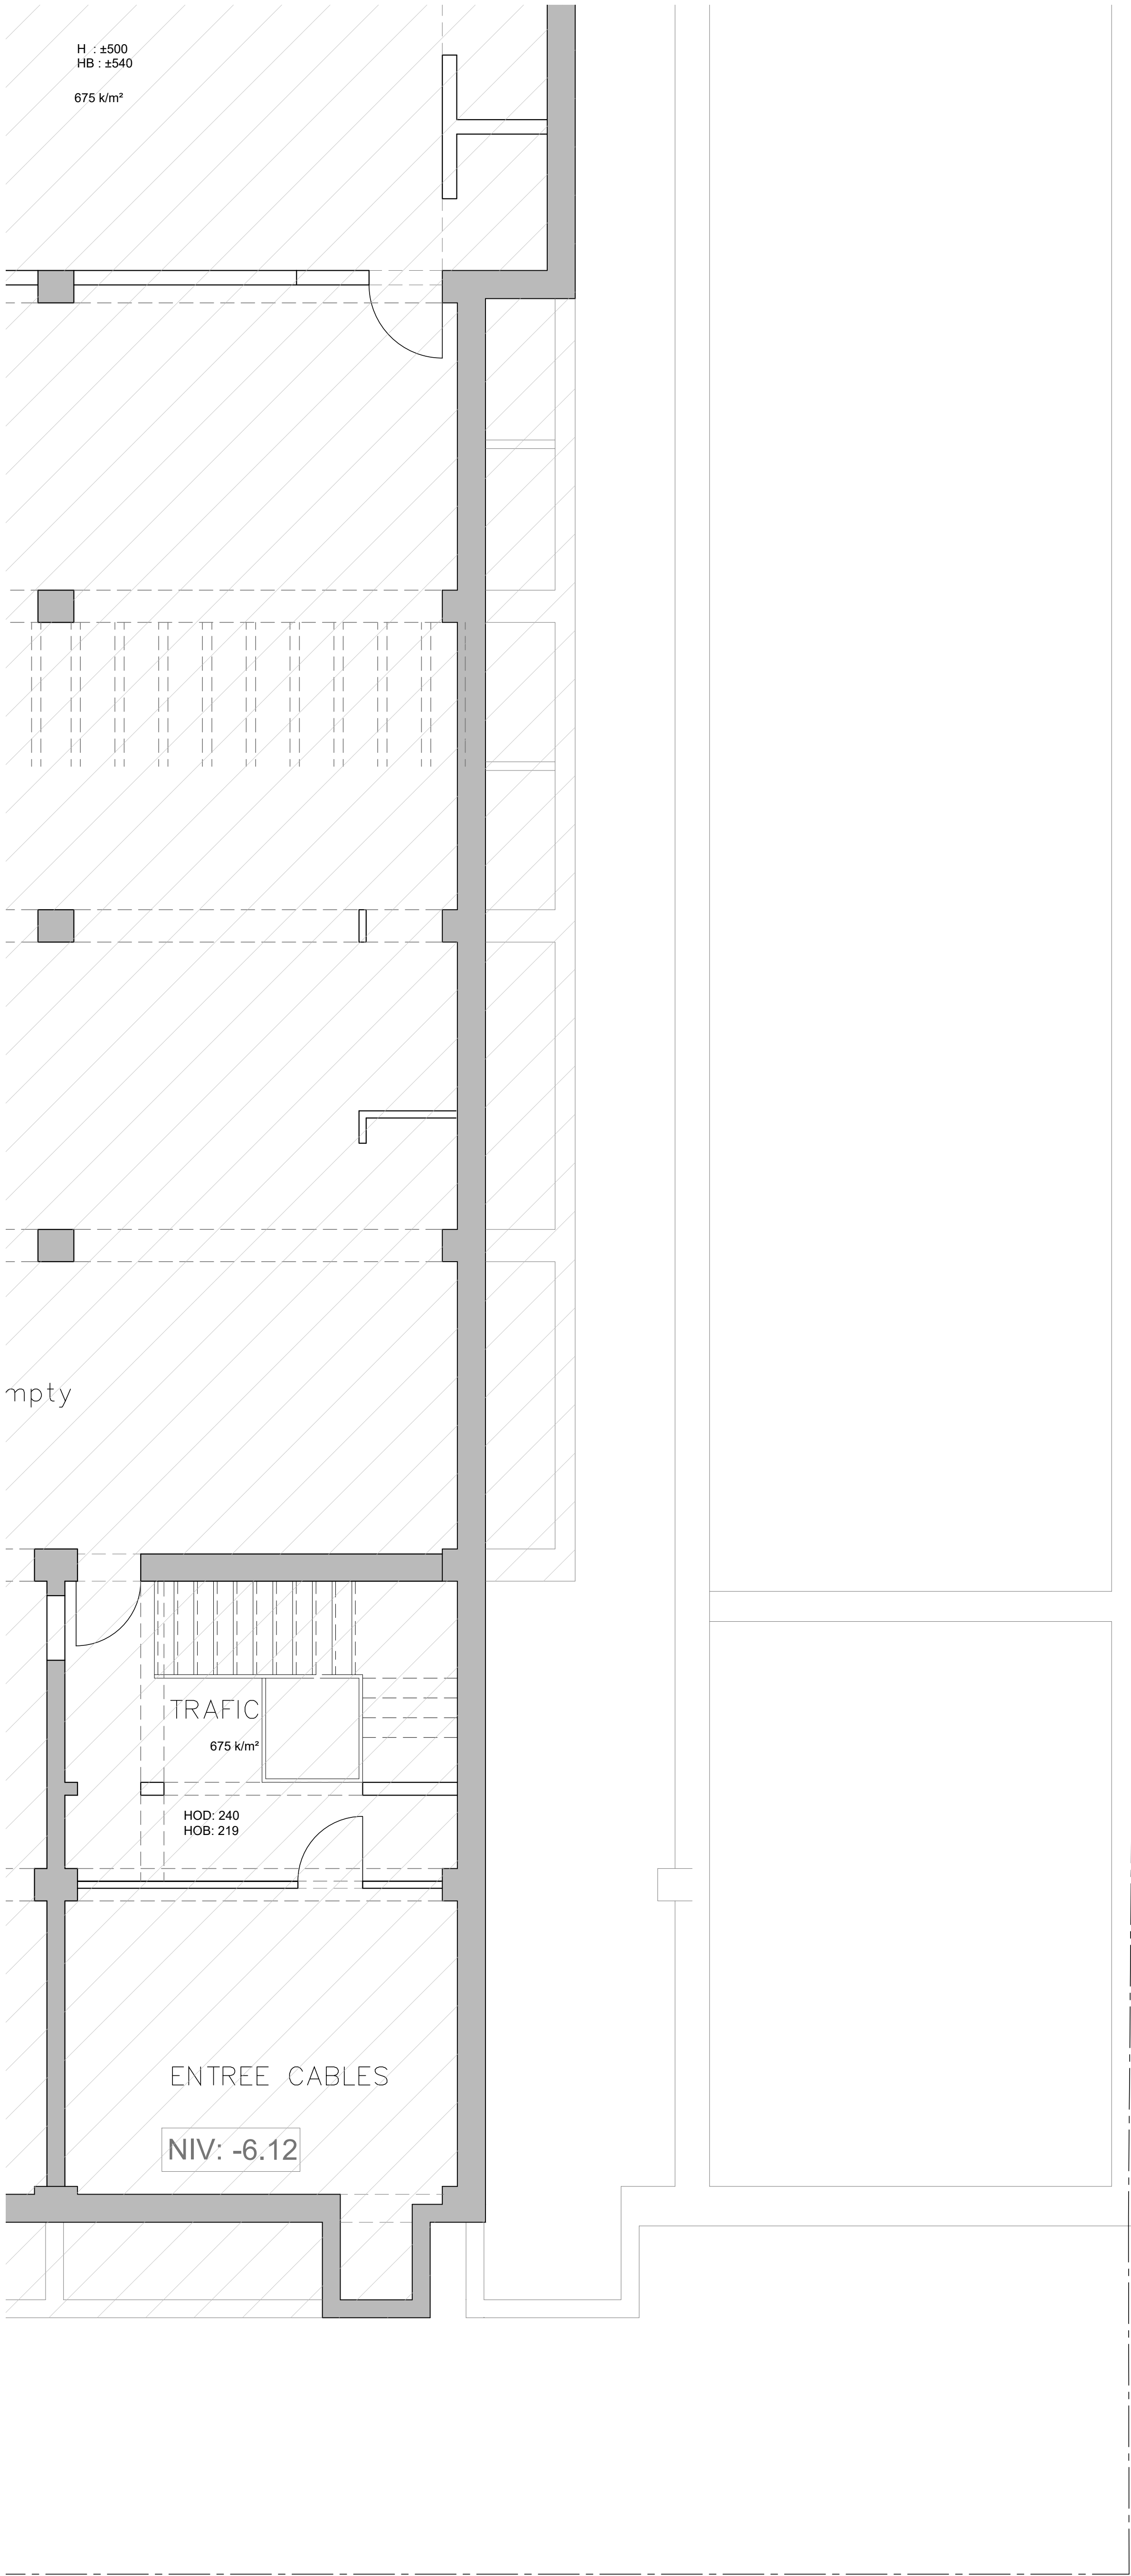 H  : ±500
HB : ±540
675 k/m²
mpty
TRAFIC
675 k/m²
HOD: 240
HOB: 219
ENTREE CABLES
NIV: -6.12